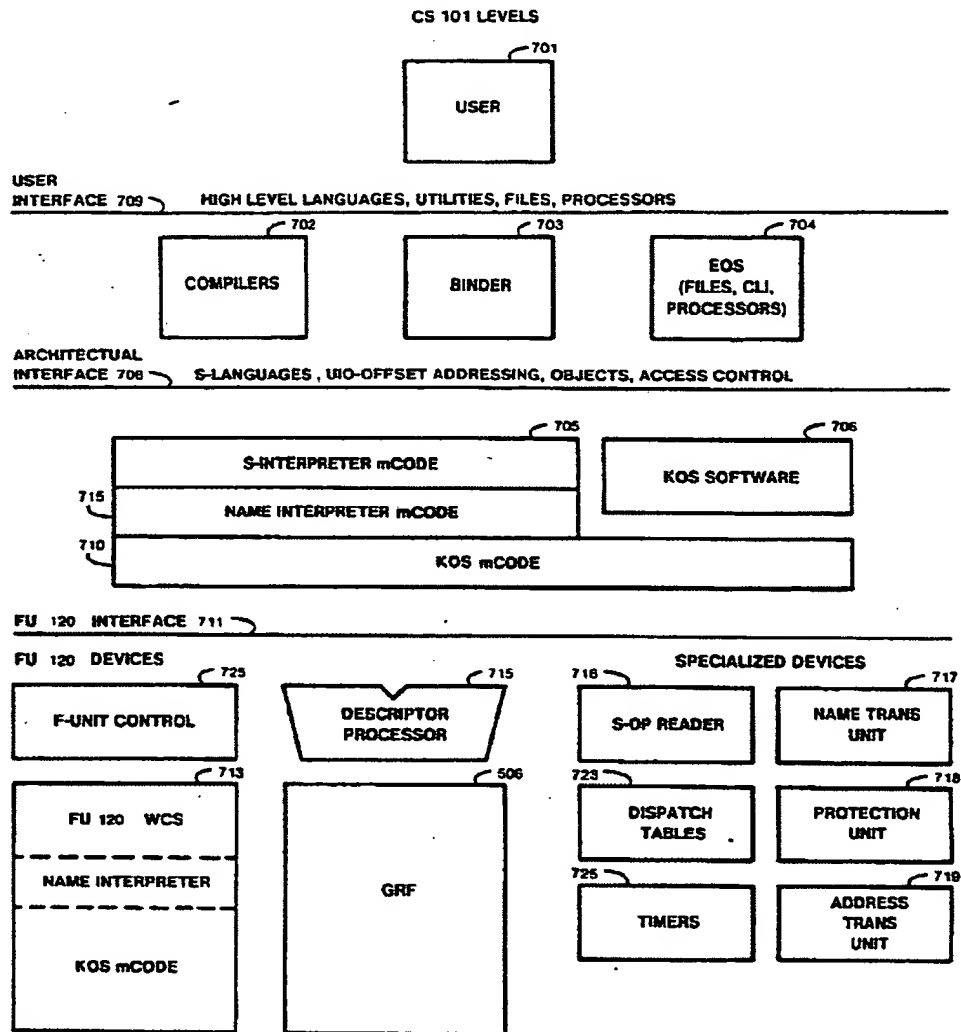 CS 101 LEVELS
701
USER
USER
INTERFACE 709
HIGH LEVEL LANGUAGES, UTILITIES, FILES, PROCESSORS
702
703
704
COMPILERS
BINDER
EOS
(FILES, CLI,
PROCESSORS)
ARCHITECTUAL
INTERFACE 708
S-LANGUAGES , UIO-OFFSET ADDRESSING, OBJECTS, ACCESS CONTROL
705
706
S-INTERPRETER mCODE
KOS SOFTWARE
715
NAME INTERPRETER mCODE
710
KOS mCODE
FU 120 INTERFACE 711
FU 120 DEVICES
SPECIALIZED DEVICES
725
715
716
717
F-UNIT CONTROL
DESCRIPTOR
PROCESSOR
S-OP READER
NAME TRANS
UNIT
713
506
723
718
FU 120 WCS
DISPATCH
TABLES
PROTECTION
UNIT
NAME INTERPRETER
GRF
725
719
KOS mCODE
TIMERS
ADDRESS
TRANS
UNIT